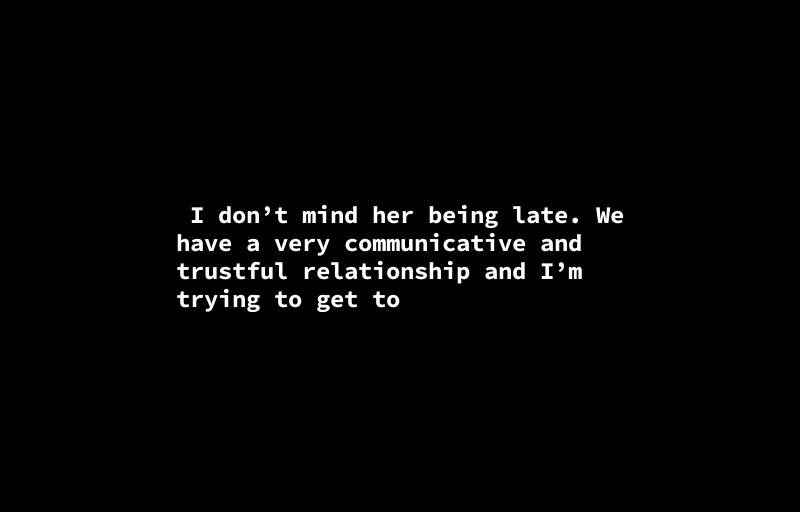 I don’t mind her being late. We
have a very communicative and
trustful relationship and I’m
trying to get to